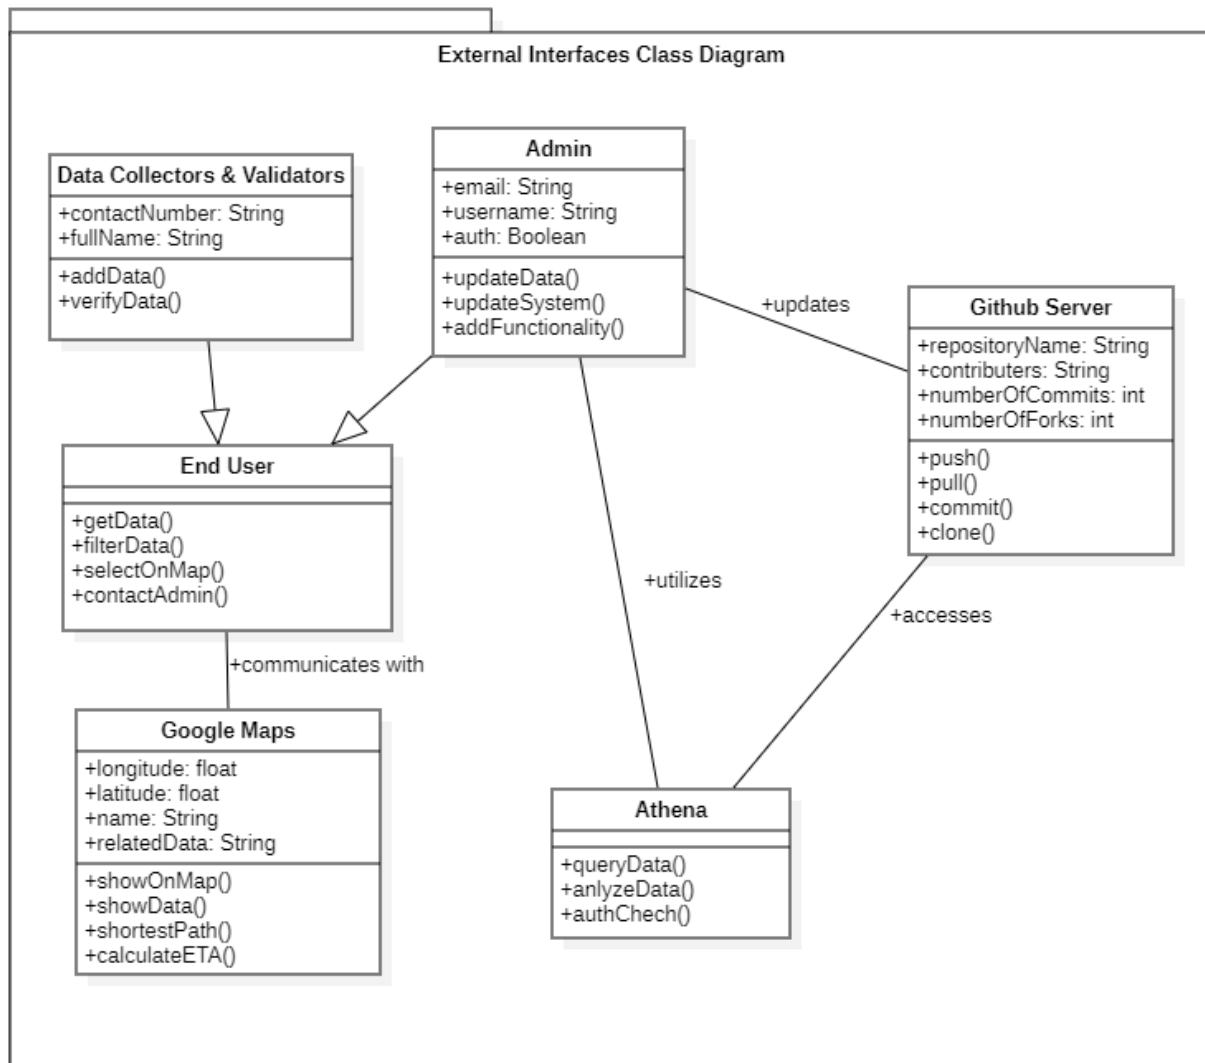 External Interfaces Class Diagram
Data Collectors & Validators
+contactNumber: String
+fullName: String
+addData()
+verifyData()
Admin
+email: String
+username: String
+auth: Boolean
+updateData()
+updateSystem()
+addFunctionality()
+updates
Github Server
+repositoryName: String
+contributers: String
+numberOfCommits: int
+numberOfForks: int
+push()
+pull()
+commit()
+clone()
End User
+getData()
+filterData()
+selectOnMap()
+contactAdmin()
+utilizes
+accesses
+communicates with
Google Maps
+longitude: float
+latitude: float
+name: String
+relatedData: String
+showOnMap()
+showData()
+shortestPath()
+calculateETA()
Athena
+queryData()
+anlyzeData()
+authChech()